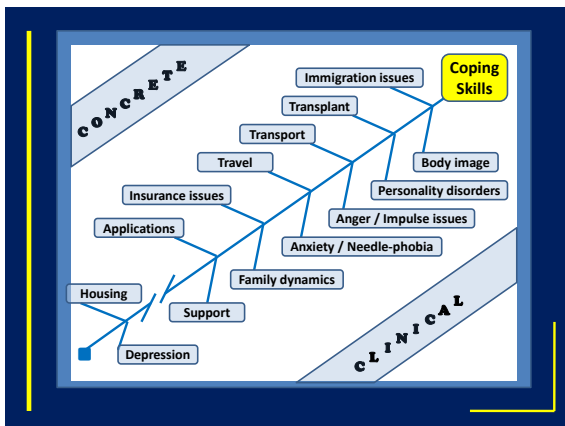 CONCRETE
Coping
Skills
Immigration issues
Transplant
Transport
Travel
Insurance issues
Applications
Housing
Body image
Personality disorders
Anger / Impulse issues
Anxiety / Needle-phobia
Family dynamics
Support
Depression
CLINICAL